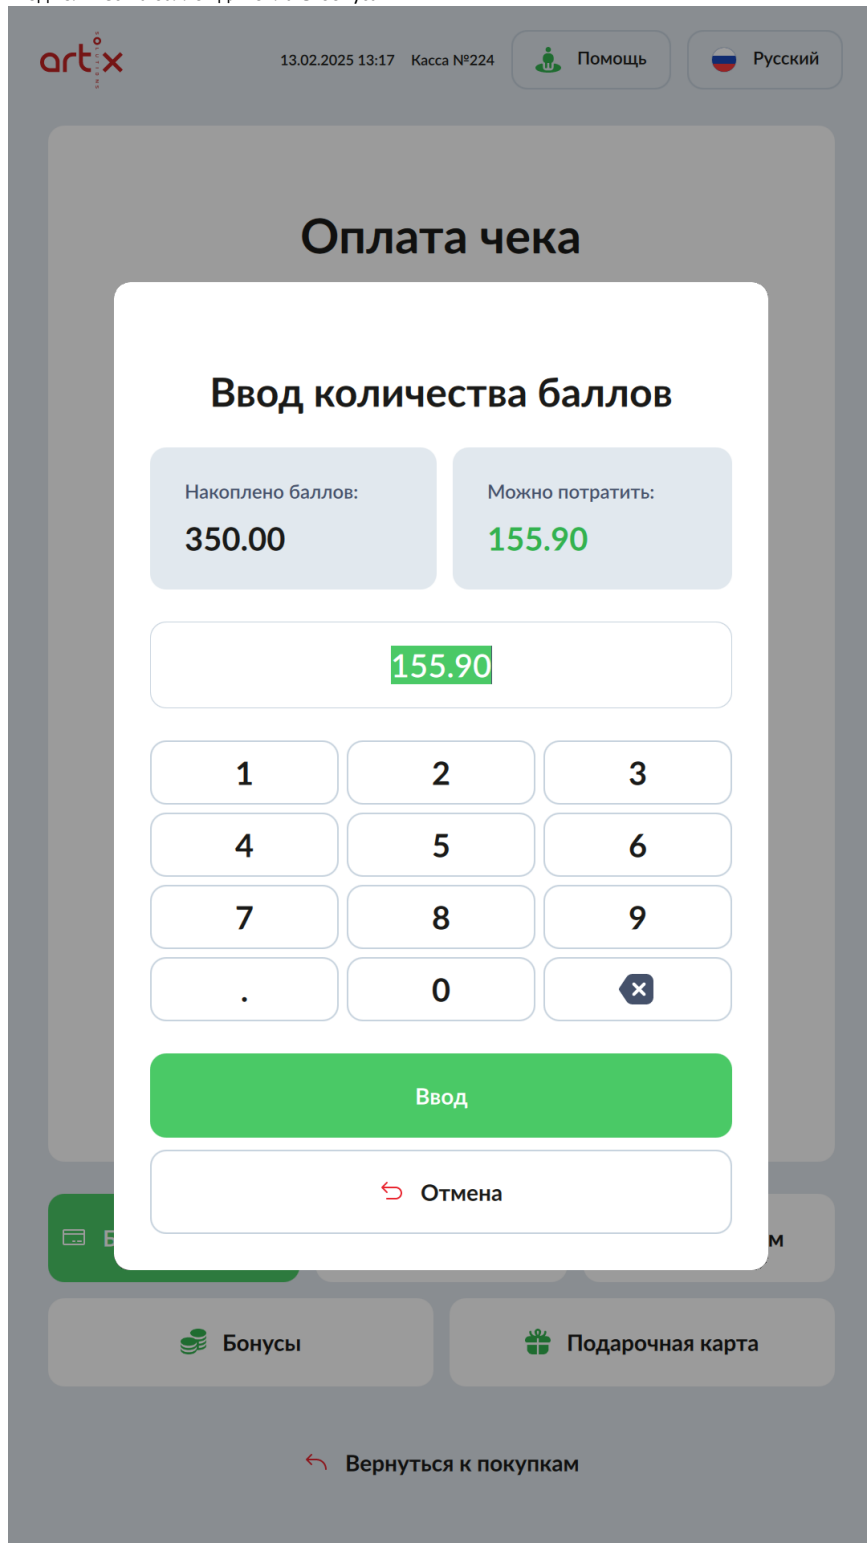 artix
13.02.2025 13:17 Касса №224 Помощь Русский
Оплата чека
Ввод количества баллов
Накоплено баллов: Можно потратить:
350.00 155.90
155.90
1 2 3
4 5 6
7 8 9
. 0
Ввод
Отмена
Бонусы Подарочная карта
Вернуться к покупкам